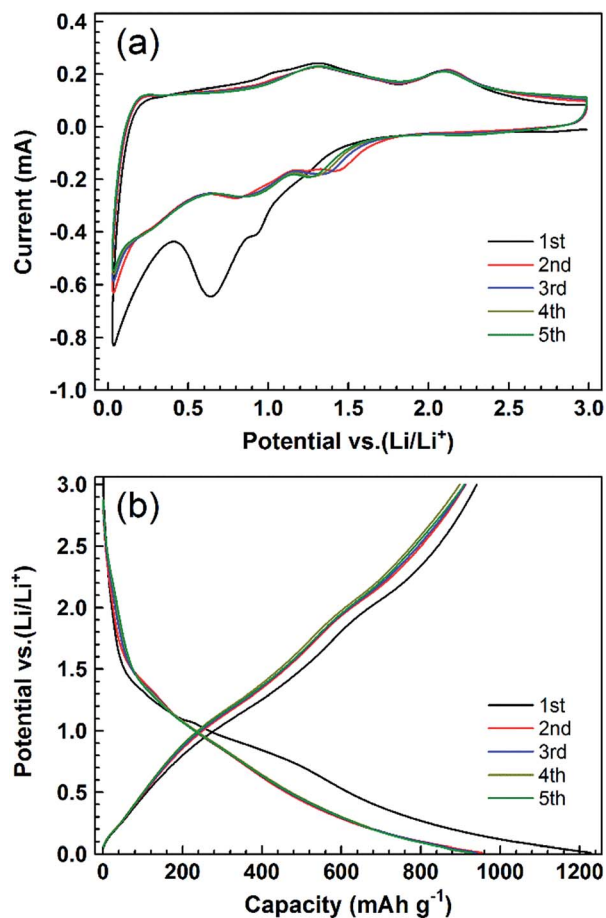 (a)
0.4
0.2
0.0
-0.2
-0.4
-0.6
-0.8
-1.0
Current (mA)
1st
2nd
3rd
4th
5th
0.0 0.5 1.0 1.5 2.0 2.5 3.0
Potential vs.(Li/Li⁺)
(b)
3.0
2.5
2.0
1.5
1.0
0.5
0.0
Potential vs.(Li/Li⁺)
1st
2nd
3rd
4th
5th
0 200 400 600 800 1000 1200
Capacity (mAh g⁻¹)